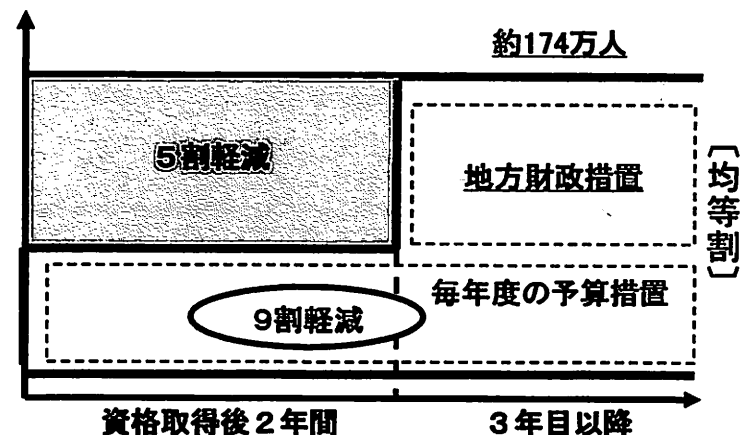 約174万人
5割軽減
地方財政措置
〔均等割〕
毎年度の予算措置
9割軽減
資格取得後2年間
3年目以降